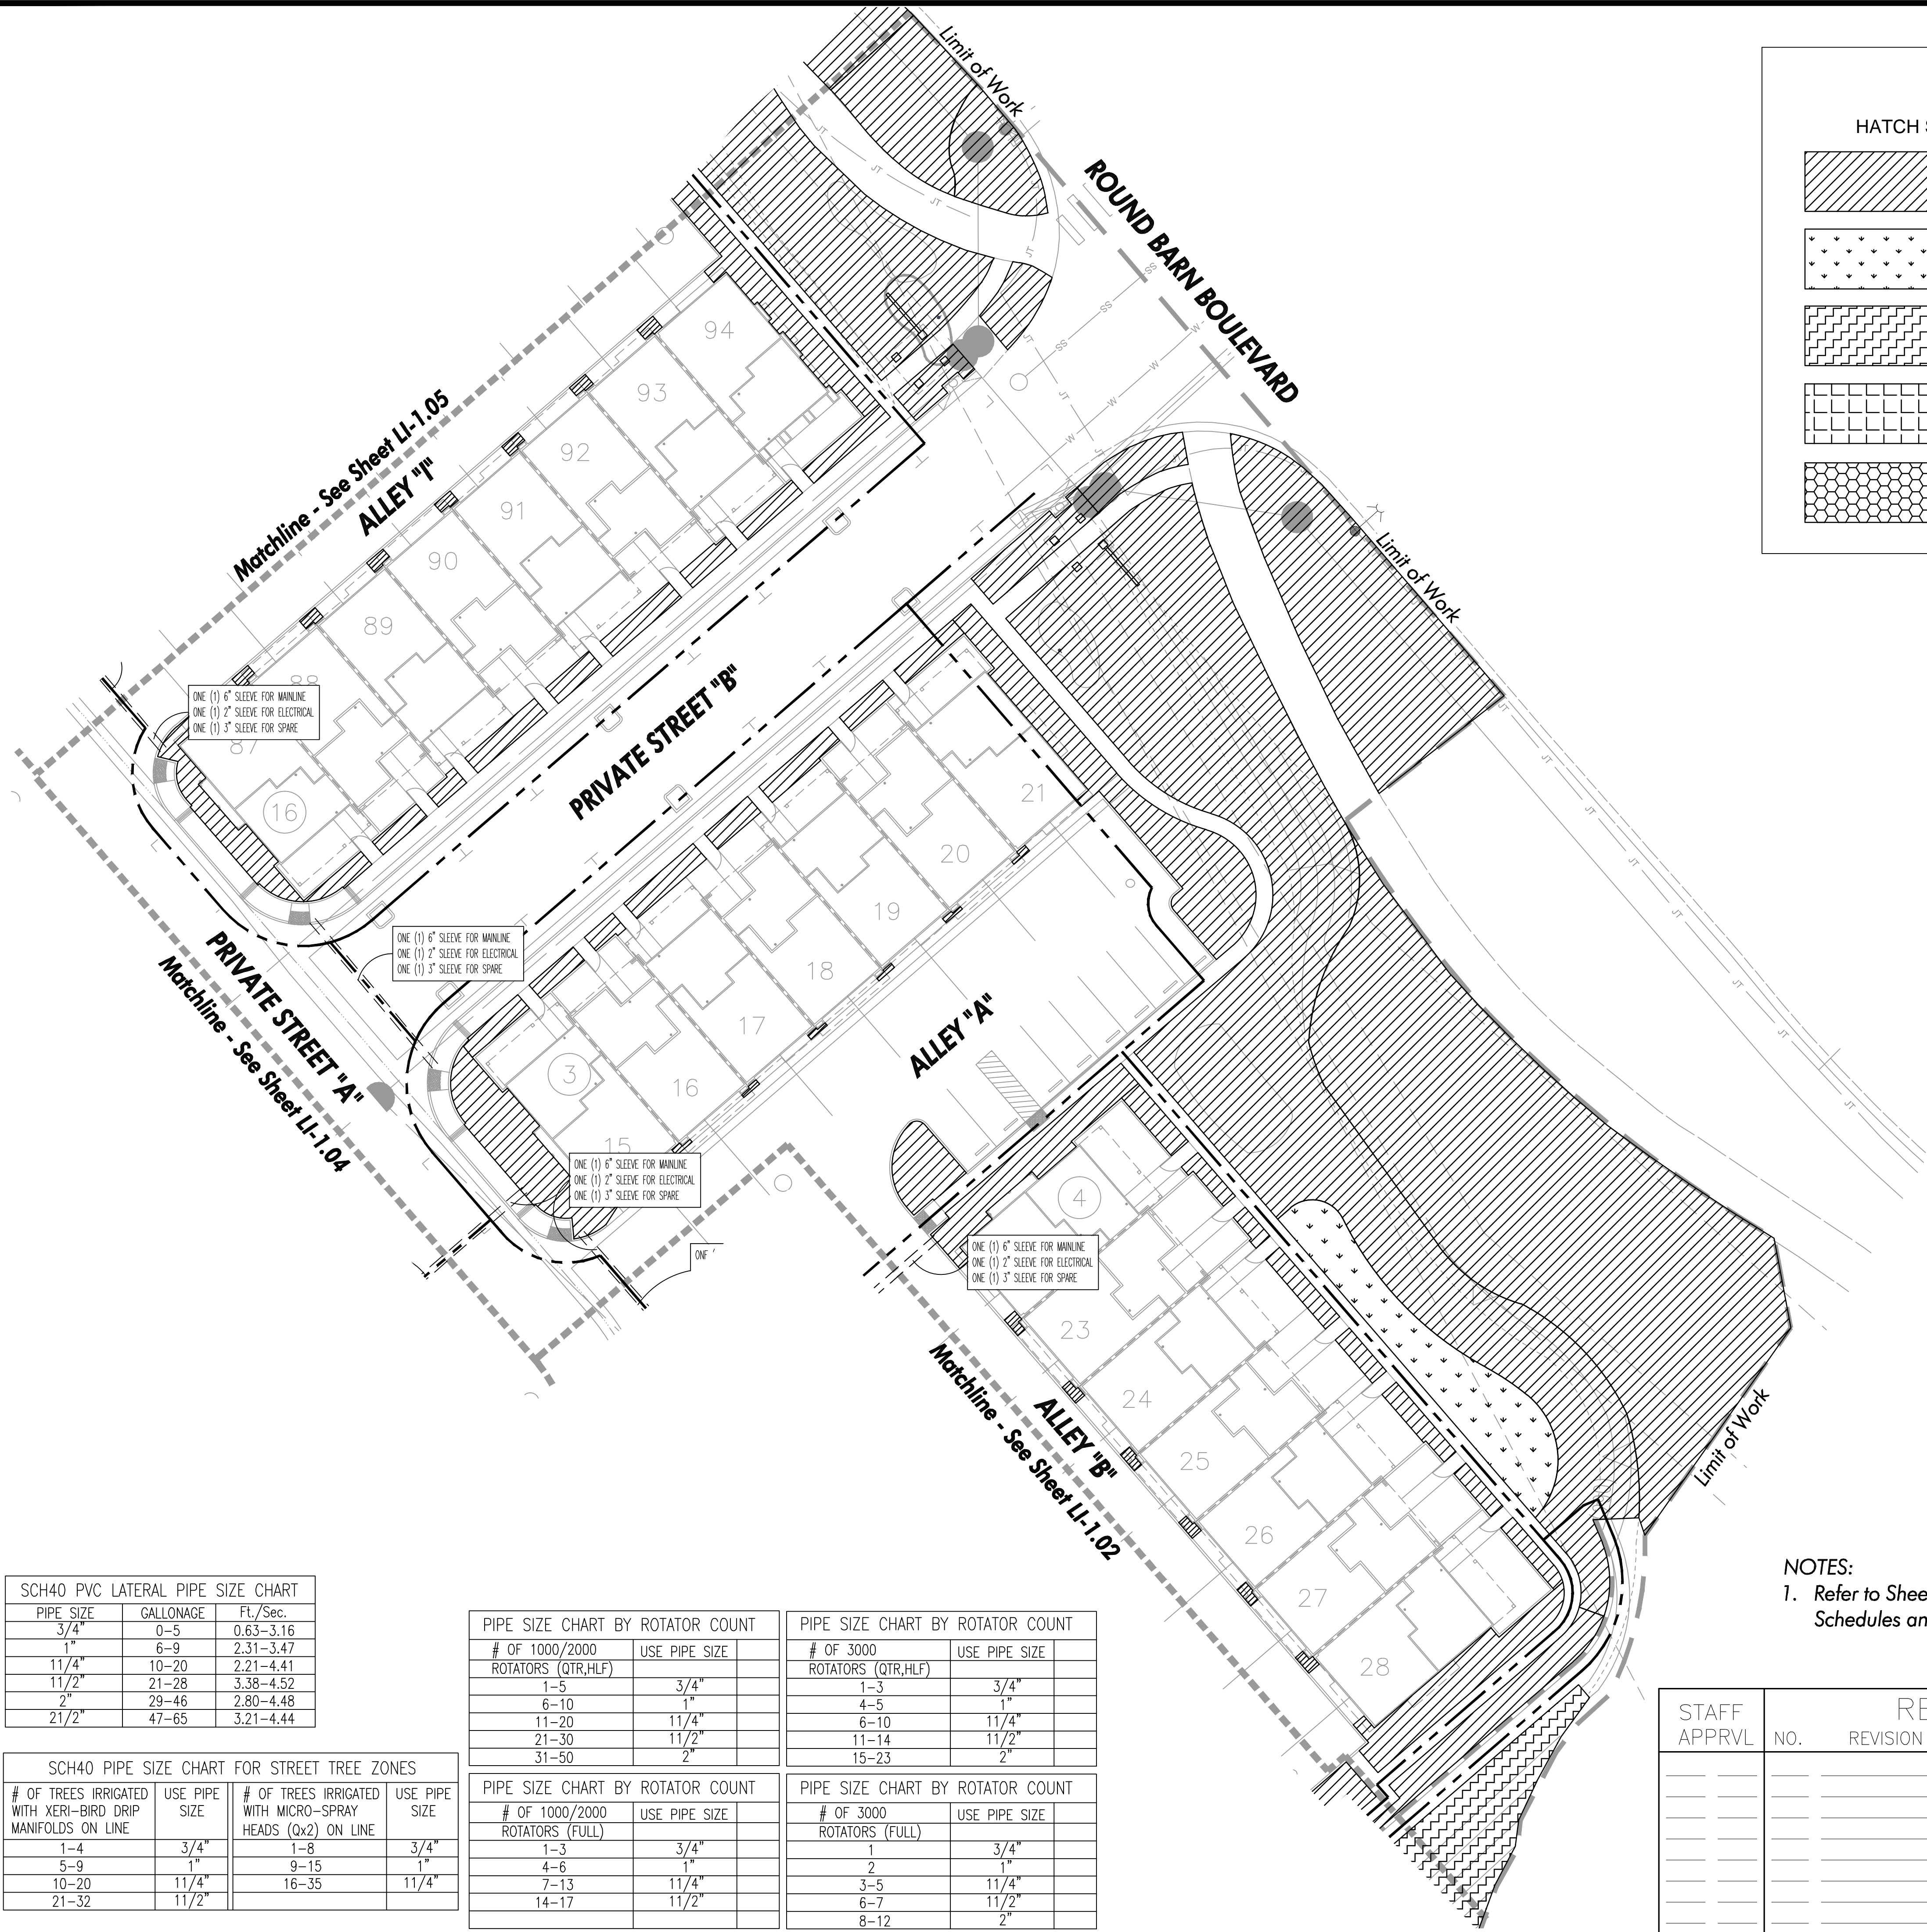 Limit of Work
HATCH
ROUND BARN BOULEVARD
JT
JT
JT
JT
SS
SS
SS
W
W
W
W
JT
JT
94
93
92
91
90
89
88
87
16
Matchline - See Sheet LI-1.05
ALLEY "I"
ONE (1) 6" SLEEVE FOR MAINLINE
ONE (1) 2" SLEEVE FOR ELECTRICAL
ONE (1) 3" SLEEVE FOR SPARE
Limit of Work
PRIVATE STREET "B"
21
20
19
18
17
16
15
3
JT
JT
JT
JT
JT
JT
JT
ONE (1) 6" SLEEVE FOR MAINLINE
ONE (1) 2" SLEEVE FOR ELECTRICAL
ONE (1) 3" SLEEVE FOR SPARE
PRIVATE STREET "A"
Matchline - See Sheet LI-1.04
ALLEY "A"
ONE (1) 6" SLEEVE FOR MAINLINE
ONE (1) 2" SLEEVE FOR ELECTRICAL
ONE (1) 3" SLEEVE FOR SPARE
ONE
4
ONE (1) 6" SLEEVE FOR MAINLINE
ONE (1) 2" SLEEVE FOR ELECTRICAL
ONE (1) 3" SLEEVE FOR SPARE
23
24
25
26
27
28
Matchline - See Sheet LI-1.02
ALLEY "B"
Limit of Work
NOTES:
1. Refer to
Schedules
SCH40 PVC LATERAL PIPE SIZE CHART
PIPE SIZE GALLONAGE Ft./Sec.
3/4" 0-5 0.63-3.16
1" 6-9 2.31-3.47
11/4" 10-20 2.21-4.41
11/2" 21-28 3.38-4.52
2" 29-46 2.80-4.48
21/2" 47-65 3.21-4.44
SCH40 PIPE SIZE CHART FOR STREET TREE ZONES
# OF TREES IRRIGATED USE PIPE # OF TREES IRRIGATED USE PIPE
WITH XERI-BIRD DRIP SIZE WITH MICRO-SPRAY SIZE
MANIFOLDS ON LINE HEADS (Qx2) ON LINE
1-4 3/4" 1-8 3/4"
5-9 1" 9-15 1"
10-20 11/4" 16-35 11/4"
21-32 11/2"
PIPE SIZE CHART BY ROTATOR COUNT
# OF 1000/2000 USE PIPE SIZE
ROTATORS (QTR,HLF)
1-5 3/4"
6-10 1"
11-20 11/4"
21-30 11/2"
31-50 2"
PIPE SIZE CHART BY ROTATOR COUNT
# OF 3000 USE PIPE SIZE
ROTATORS (QTR,HLF)
1-3 3/4"
4-5 1"
6-10 11/4"
11-14 11/2"
15-23 2"
PIPE SIZE CHART BY ROTATOR COUNT
# OF 1000/2000 USE PIPE SIZE
ROTATORS (FULL)
1-3 3/4"
4-6 1"
7-13 11/4"
14-17 11/2"
PIPE SIZE CHART BY ROTATOR COUNT
# OF 3000 USE PIPE SIZE
ROTATORS (FULL)
1 3/4"
2 1"
3-5 11/4"
6-7 11/2"
8-12 2"
STAFF
APPRVL NO. REVISION